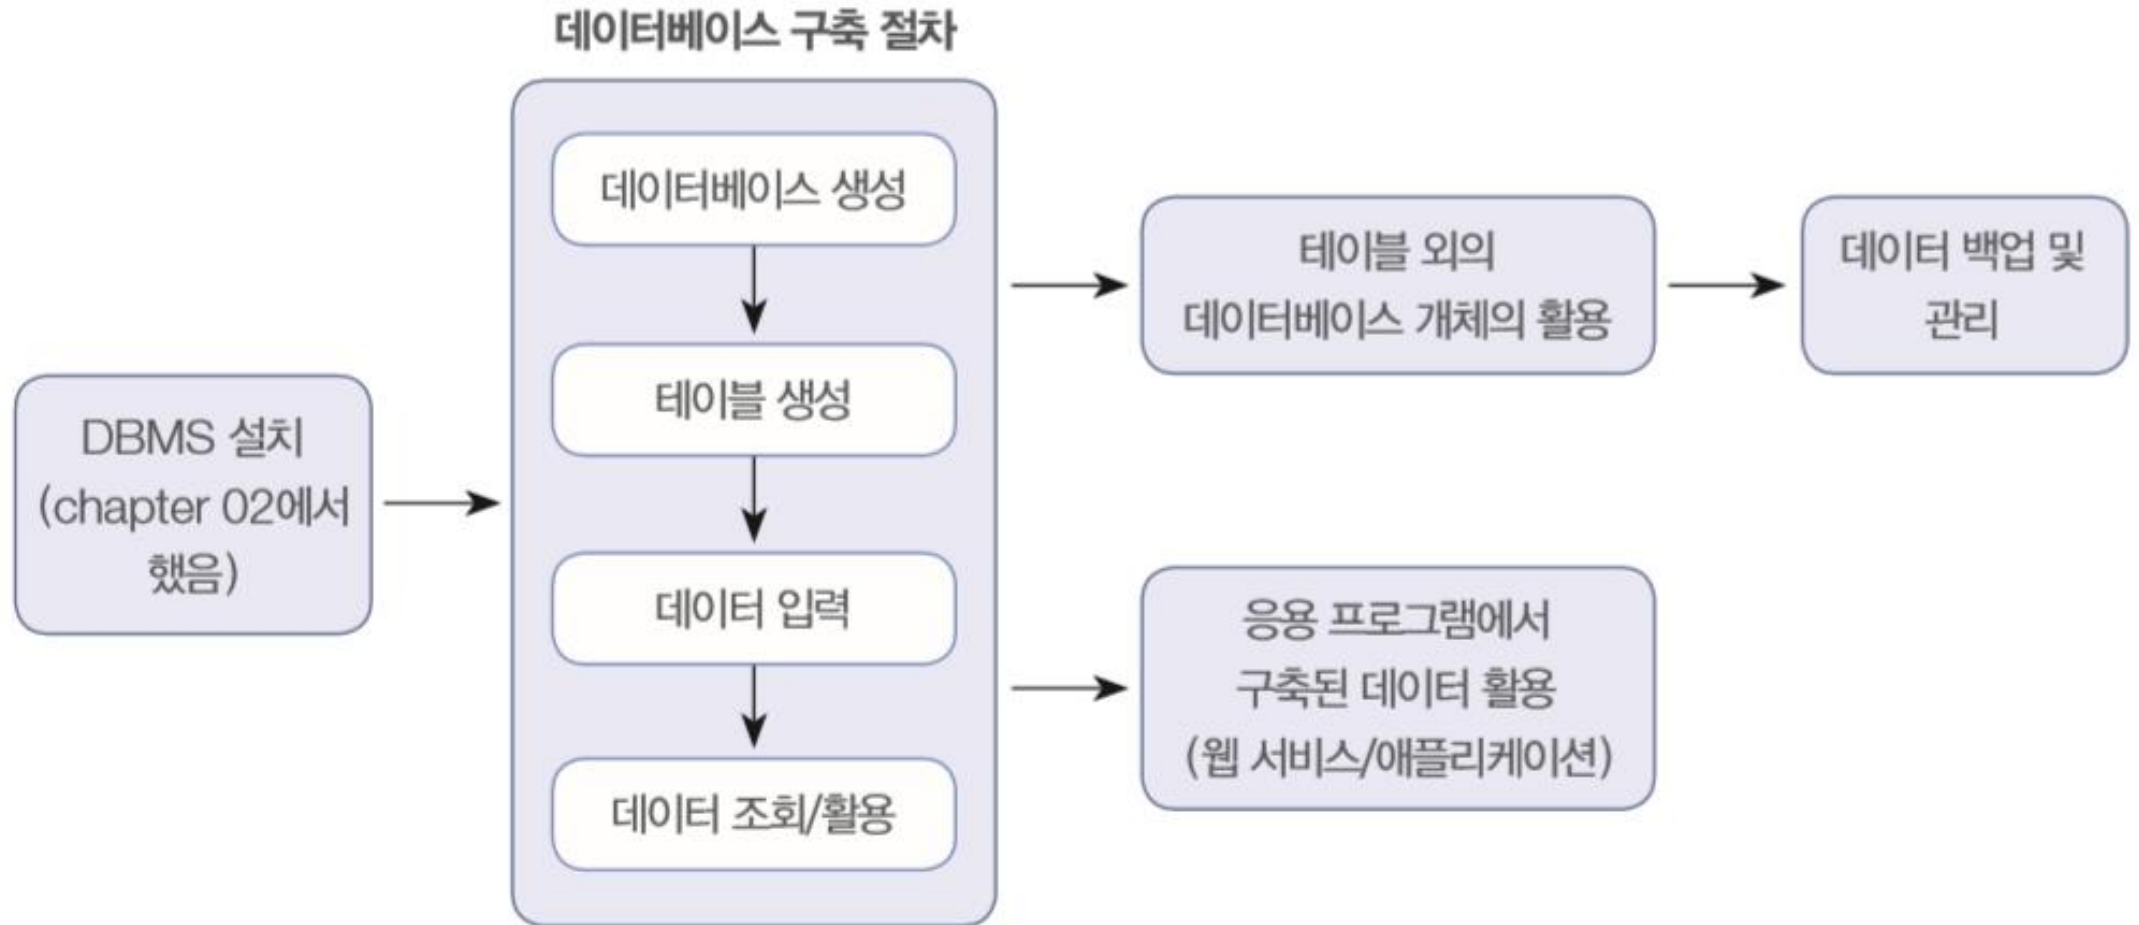 데이터베이스 구축 절차
DBMS 설치
(chapter 02에서
했음)
데이터베이스 생성
테이블 생성
데이터 입력
데이터 조회/활용
테이블 외의
데이터베이스 개체의 활용
데이터 백업 및
관리
응용 프로그램에서
구축된 데이터 활용
(웹 서비스/애플리케이션)